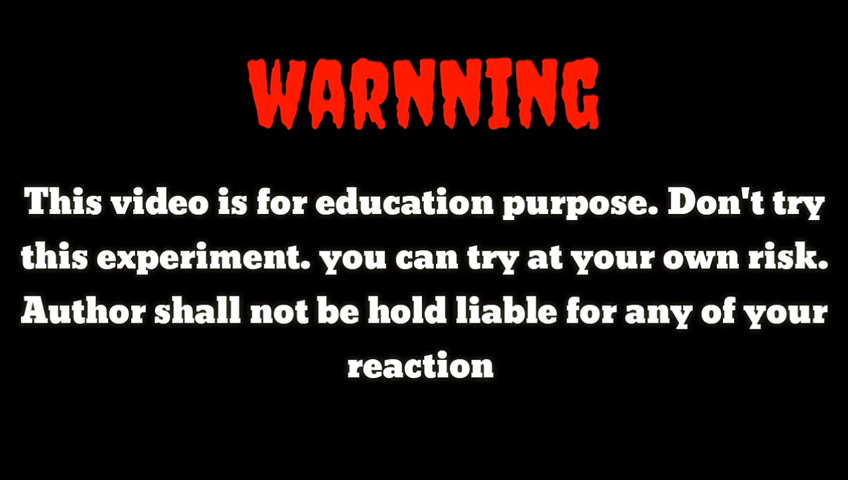 WARNNING
This video is for education purpose. Don't try
this experiment. you can try at your own risk.
Author shall not be hold liable for any of your
reaction